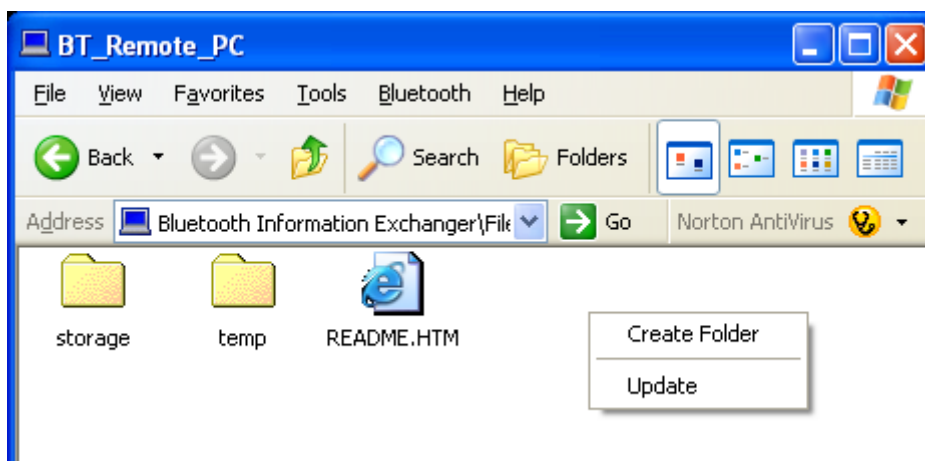 BT_Remote_PC
File View Favorites Tools Bluetooth Help
Back Search Folders
Address Bluetooth Information Exchanger\File Go Norton AntiVirus
storage temp README.HTM
Create Folder
Update